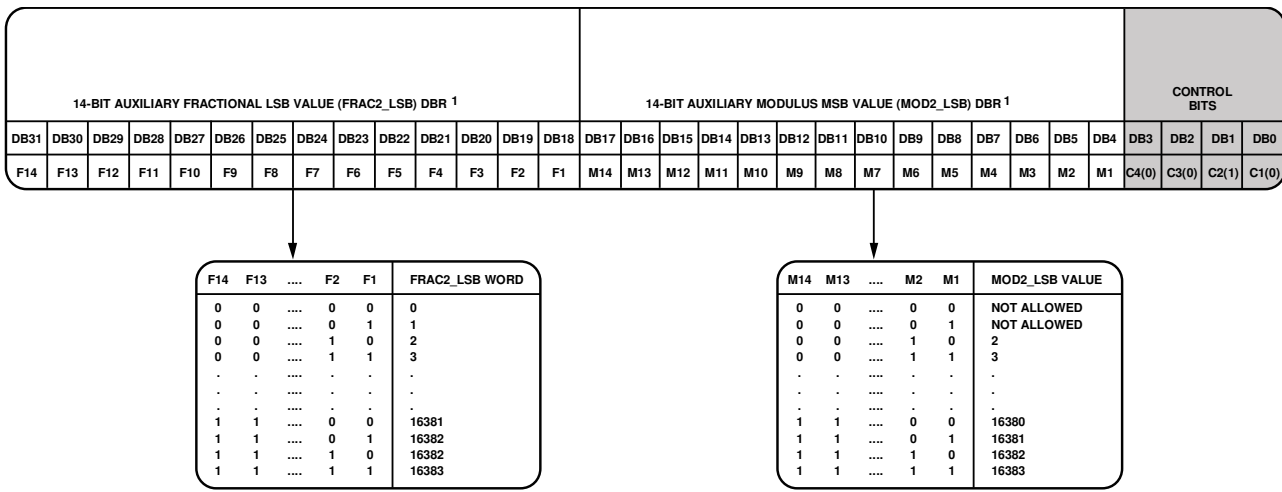 14-BIT AUXILIARY FRACTIONAL LSB VALUE (FRAC2_LSB) DBR 1
14-BIT AUXILIARY MODULUS MSB VALUE (MOD2_LSB) DBR 1
CONTROL
BITS
DB31 DB30 DB29 DB28 DB27 DB26 DB25 DB24 DB23 DB22 DB21 DB20 DB19 DB18 DB17 DB16 DB15 DB14 DB13 DB12 DB11 DB10 DB9 DB8 DB7 DB6 DB5 DB4 DB3 DB2 DB1 DB0
F14 F13 F12 F11 F10 F9 F8 F7 F6 F5 F4 F3 F2 F1 M14 M13 M12 M11 M10 M9 M8 M7 M6 M5 M4 M3 M2 M1 C4(0) C3(0) C2(1) C1(0)
F14 F13 .... F2 F1 FRAC2_LSB WORD
0 0 .... 0 0 0
0 0 .... 0 1 1
0 0 .... 1 0 2
0 0 .... 1 1 3
. . .... . . .
. . .... . . .
. . .... . . .
1 1 .... 0 0 16381
1 1 .... 0 1 16382
1 1 .... 1 0 16382
1 1 .... 1 1 16383
M14 M13 .... M2 M1 MOD2_LSB VALUE
0 0 .... 0 0 NOT ALLOWED
0 0 .... 0 1 NOT ALLOWED
0 0 .... 1 0 2
0 0 .... 1 1 3
. . .... . . .
. . .... . . .
. . .... . . .
1 1 .... 0 0 16380
1 1 .... 0 1 16381
1 1 .... 1 0 16382
1 1 .... 1 1 16383